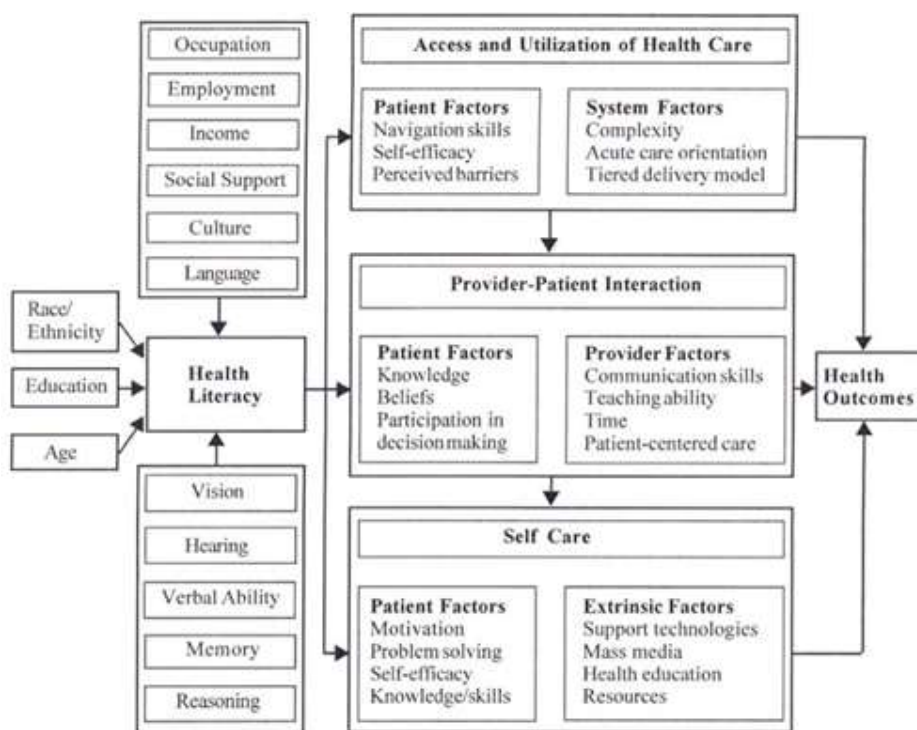 Occupation
Employment
Income
Social Support
Culture
Language
Race/
Ethnicity
Education
Age
Health
Literacy
Vision
Hearing
Verbal Ability
Memory
Reasoning
Access and Utilization of Health Care
Patient Factors
Navigation skills
Self-efficacy
Perceived barriers
System Factors
Complexity
Acute care orientation
Tiered delivery model
Provider-Patient Interaction
Patient Factors
Knowledge
Beliefs
Participation in
decision making
Provider Factors
Communication skills
Teaching ability
Time
Patient-centered care
Self Care
Patient Factors
Motivation
Problem solving
Self-efficacy
Knowledge/skills
Extrinsic Factors
Support technologies
Mass media
Health education
Resources
Health
Outcomes